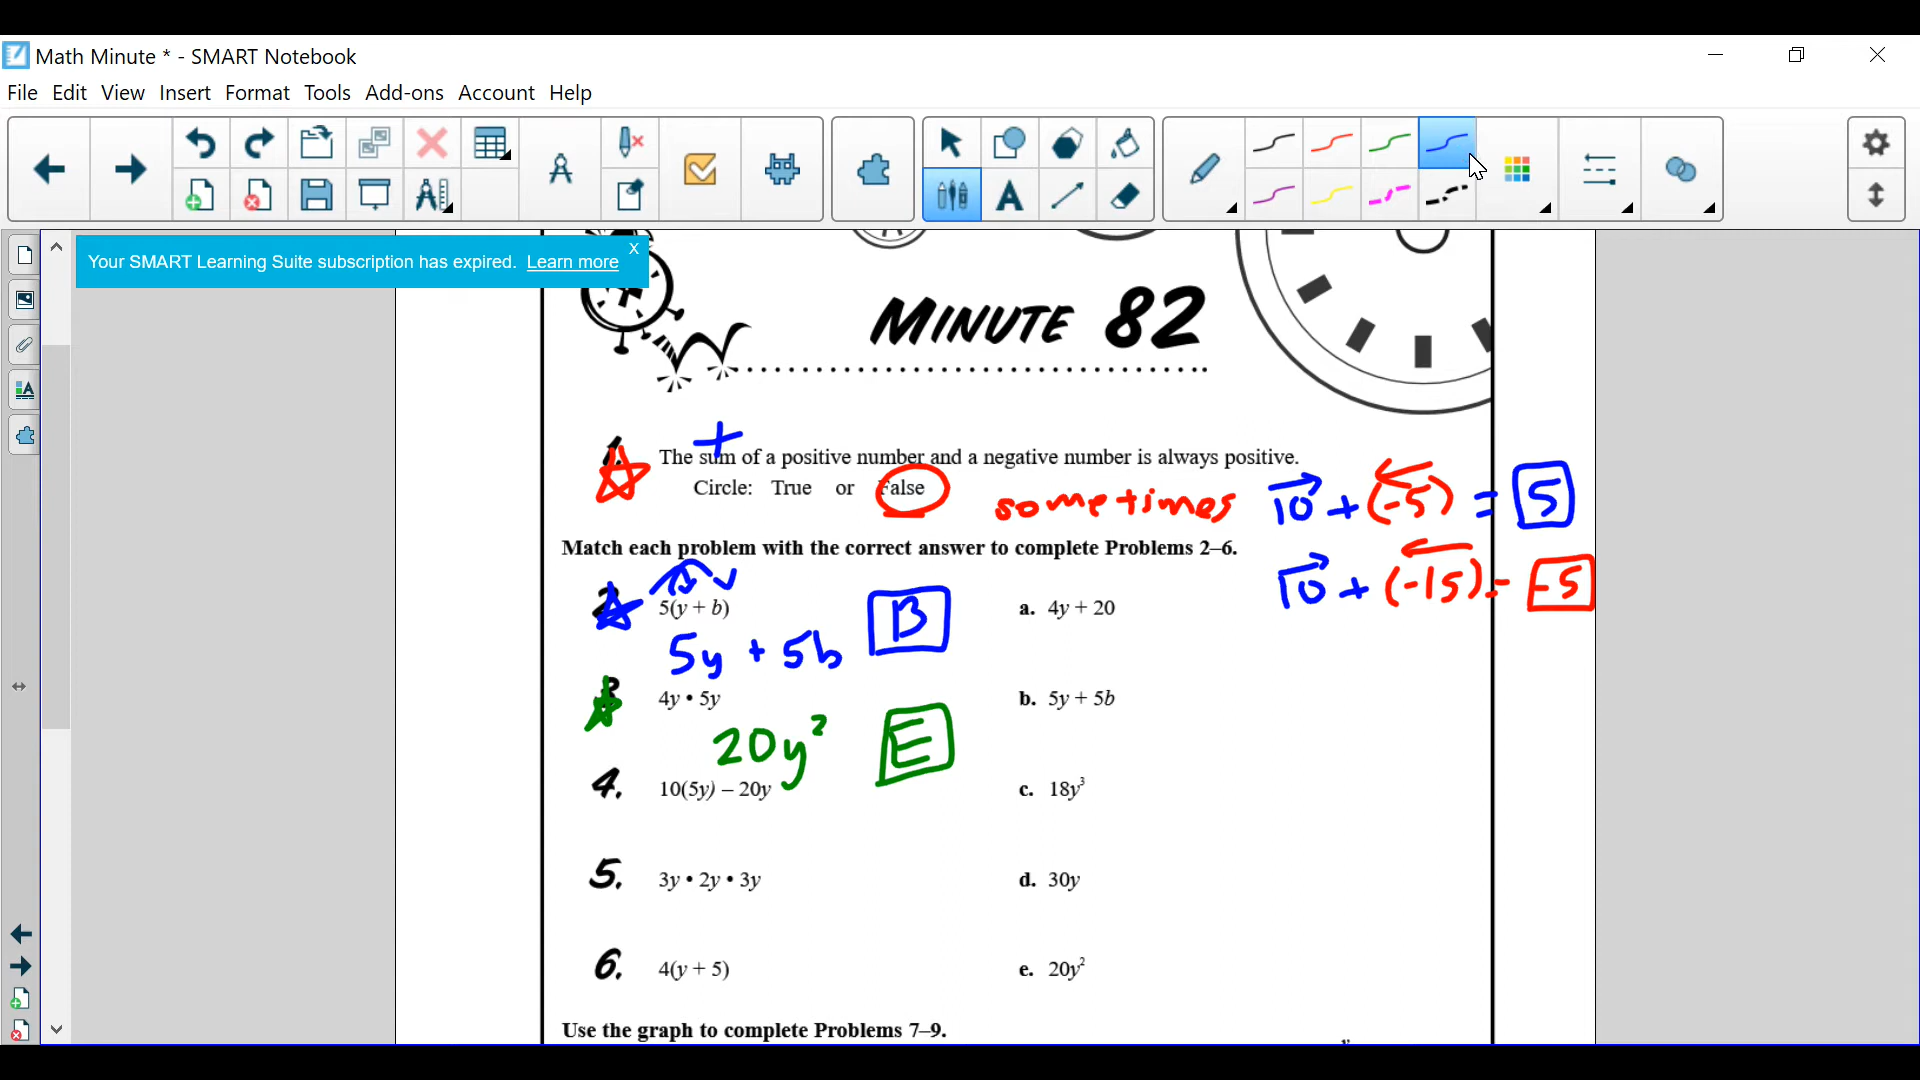 Math Minute * - SMART Notebook
File Edit View Insert Format Tools Add-ons Account Help
Your SMART Learning Suite subscription has expired. Learn more X
MINUTE 82
+
1. The sum of a positive number and a negative number is always positive.
Circle: True or False
sometimes
10 + (-5) = 5
10 + (-15) = -5
Match each problem with the correct answer to complete Problems 2–6.
2. 5(y + b) B a. 4y + 20
5y + 5b
3. 4y • 5y b. 5y + 5b
20y² E
4. 10(5y) – 20y c. 18y³
5. 3y • 2y • 3y d. 30y
6. 4(y + 5) e. 20y²
Use the graph to complete Problems 7–9.